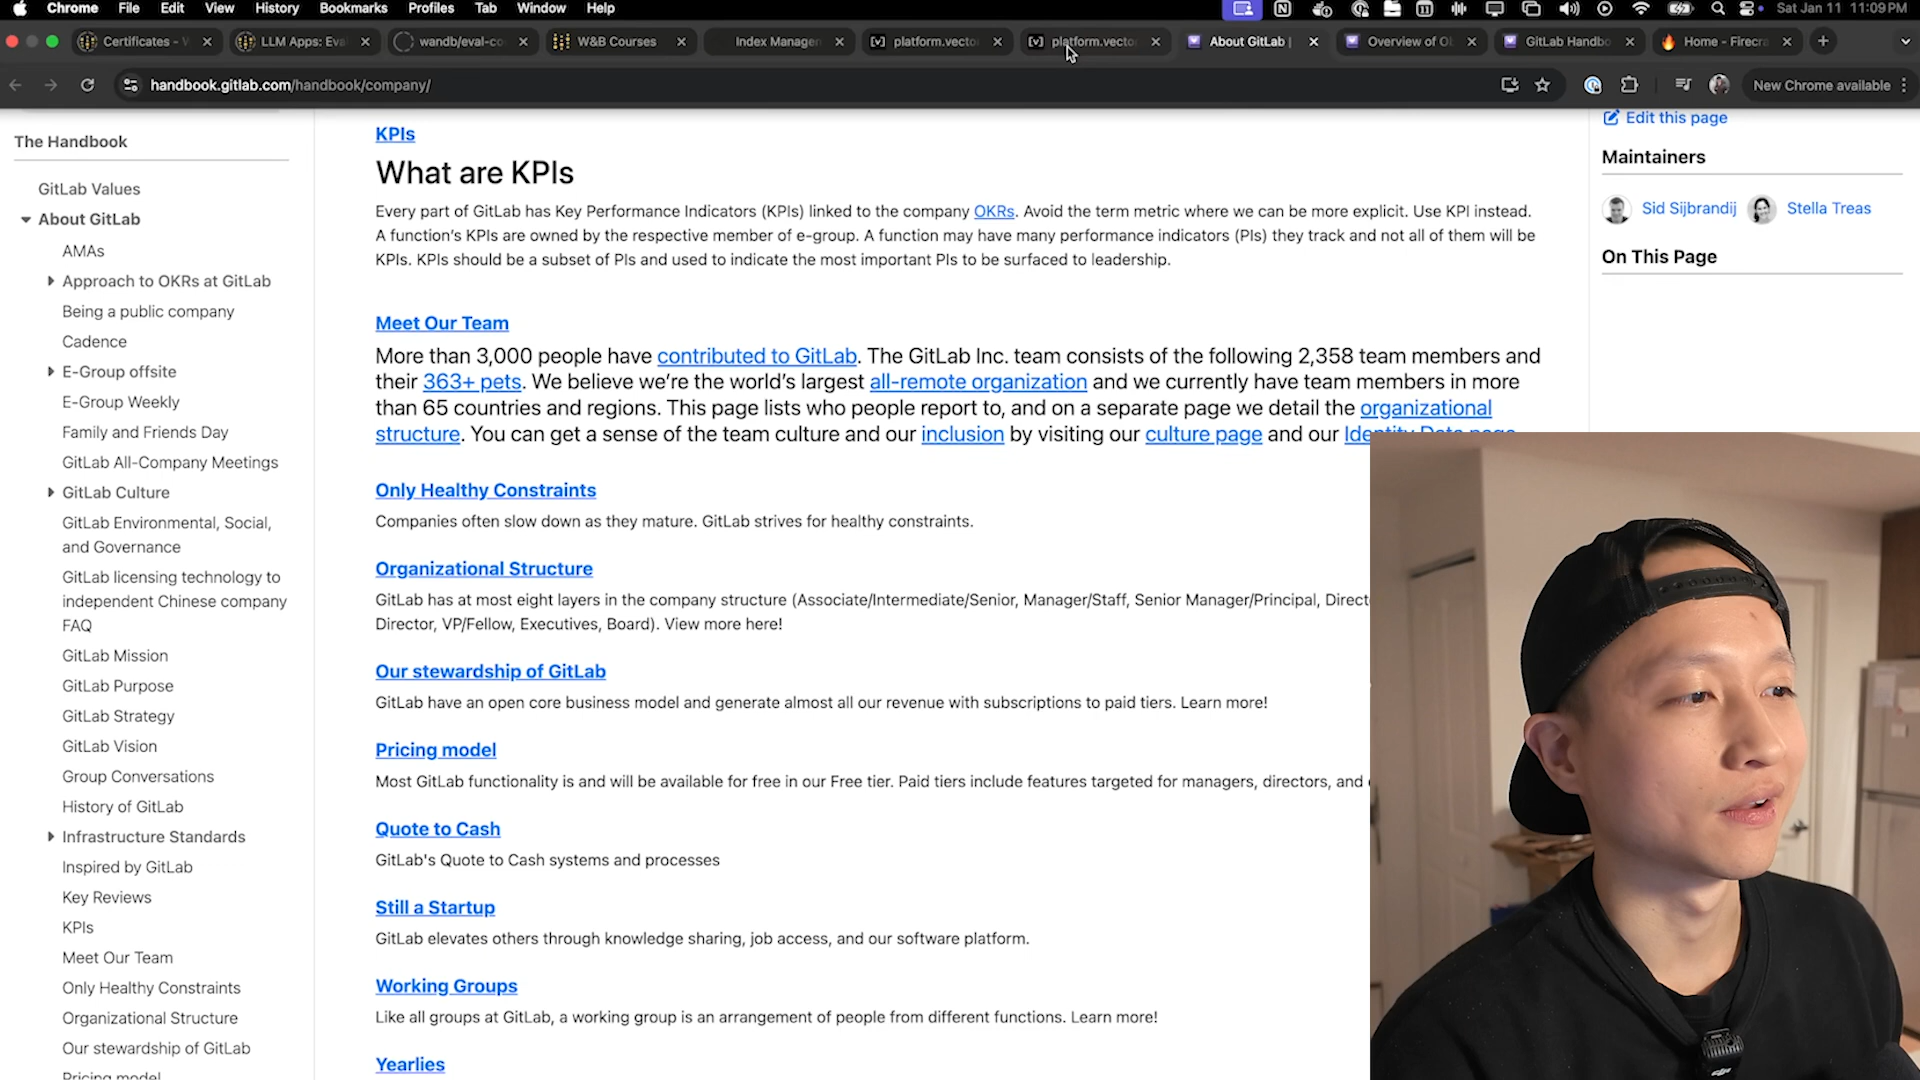 Chrome File Edit View History Bookmarks Profiles Tab Window Help Sat Jan 11 11:09 PM
Certificates - W LLM Apps: Eva wandb/eval-co W&B Courses Index Manager platform.vecto platform.vecto About GitLab | Overview of O GitLab Handbo Home - Firecr
handbook.gitlab.com/handbook/company/ New Chrome available
The Handbook
GitLab Values
About GitLab
AMAs
Approach to OKRs at GitLab
Being a public company
Cadence
E-Group offsite
E-Group Weekly
Family and Friends Day
GitLab All-Company Meetings
GitLab Culture
GitLab Environmental, Social,
and Governance
GitLab licensing technology to
independent Chinese company
FAQ
GitLab Mission
GitLab Purpose
GitLab Strategy
GitLab Vision
Group Conversations
History of GitLab
Infrastructure Standards
Inspired by GitLab
Key Reviews
KPIs
Meet Our Team
Only Healthy Constraints
Organizational Structure
Our stewardship of GitLab
Pricing model
KPIs
What are KPIs
Every part of GitLab has Key Performance Indicators (KPIs) linked to the company OKRs. Avoid the term metric where we can be more explicit. Use KPI instead.
A function’s KPIs are owned by the respective member of e-group. A function may have many performance indicators (PIs) they track and not all of them will be
KPIs. KPIs should be a subset of PIs and used to indicate the most important PIs to be surfaced to leadership.
Meet Our Team
More than 3,000 people have contributed to GitLab. The GitLab Inc. team consists of the following 2,358 team members and
their 363+ pets. We believe we’re the world’s largest all-remote organization and we currently have team members in more
than 65 countries and regions. This page lists who people report to, and on a separate page we detail the organizational
structure. You can get a sense of the team culture and our inclusion by visiting our culture page and our Identity Data page.
Only Healthy Constraints
Companies often slow down as they mature. GitLab strives for healthy constraints.
Organizational Structure
GitLab has at most eight layers in the company structure (Associate/Intermediate/Senior, Manager/Staff, Senior Manager/Principal, Direct
Director, VP/Fellow, Executives, Board). View more here!
Our stewardship of GitLab
GitLab have an open core business model and generate almost all our revenue with subscriptions to paid tiers. Learn more!
Pricing model
Most GitLab functionality is and will be available for free in our Free tier. Paid tiers include features targeted for managers, directors, and
Quote to Cash
GitLab's Quote to Cash systems and processes
Still a Startup
GitLab elevates others through knowledge sharing, job access, and our software platform.
Working Groups
Like all groups at GitLab, a working group is an arrangement of people from different functions. Learn more!
Yearlies
Edit this page
Maintainers
Sid Sijbrandij Stella Treas
On This Page